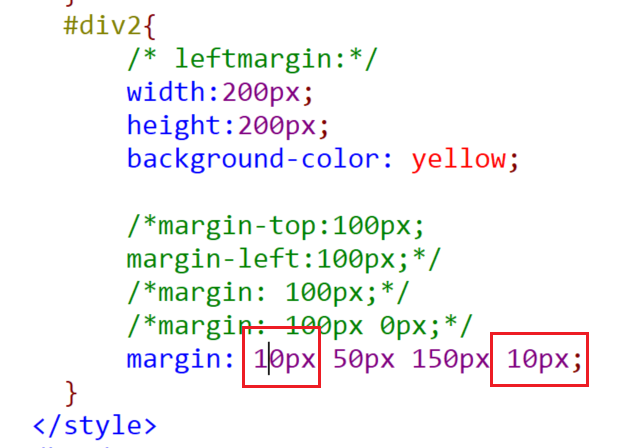 #div2{
/* leftmargin:*/
width:200px;
height:200px;
background-color: yellow;
/*margin-top:100px;
margin-left:100px;*/
/*margin: 100px;*/
/*margin: 100px 0px;*/
margin: 10px 50px 150px 10px;
}
</style>